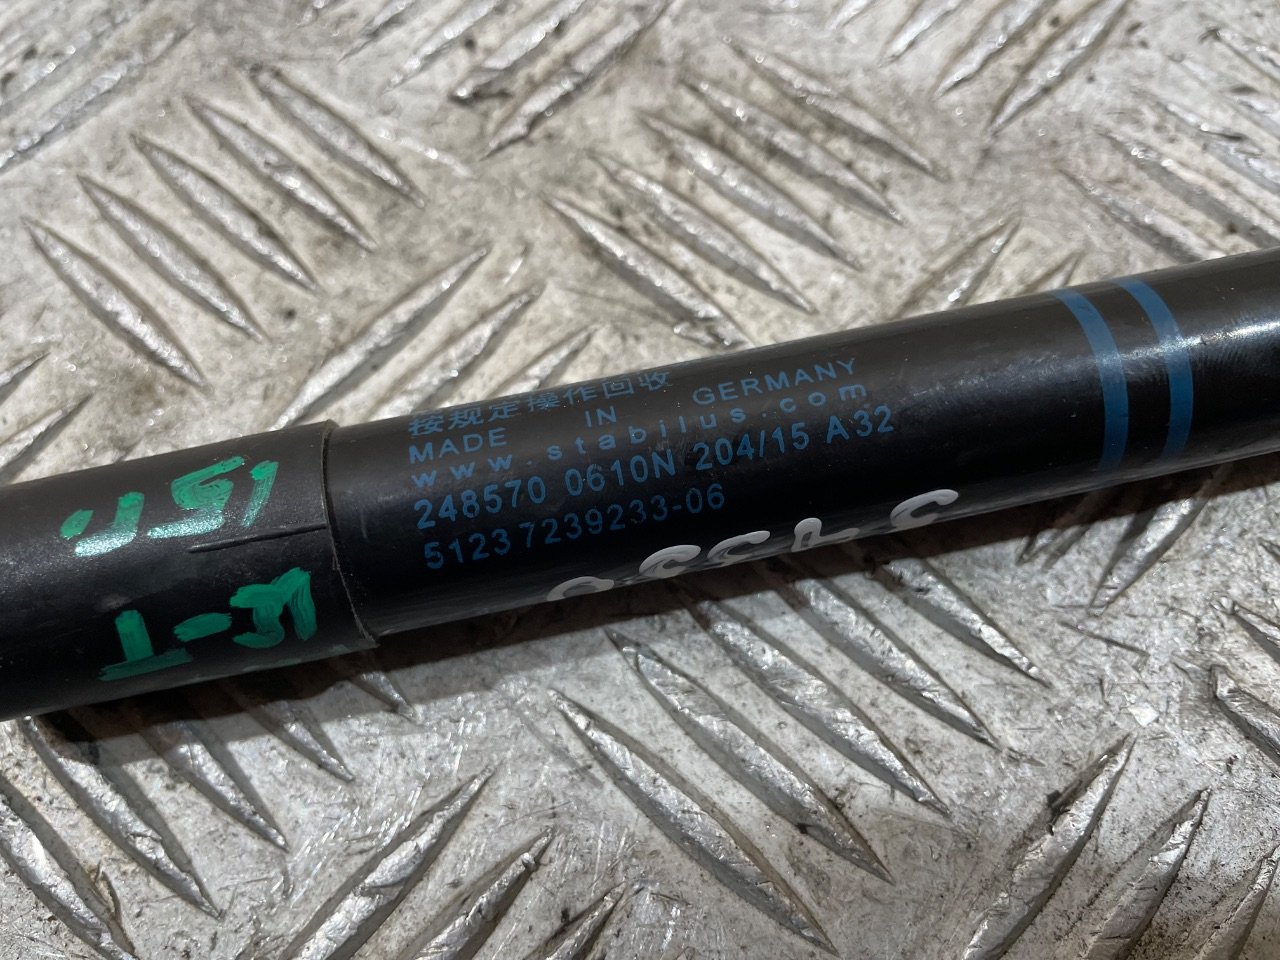 按规定操作回收
MADE IN GERMANY
www.stabilus.com
248570 0610N 204/15 A32
51237239233-06